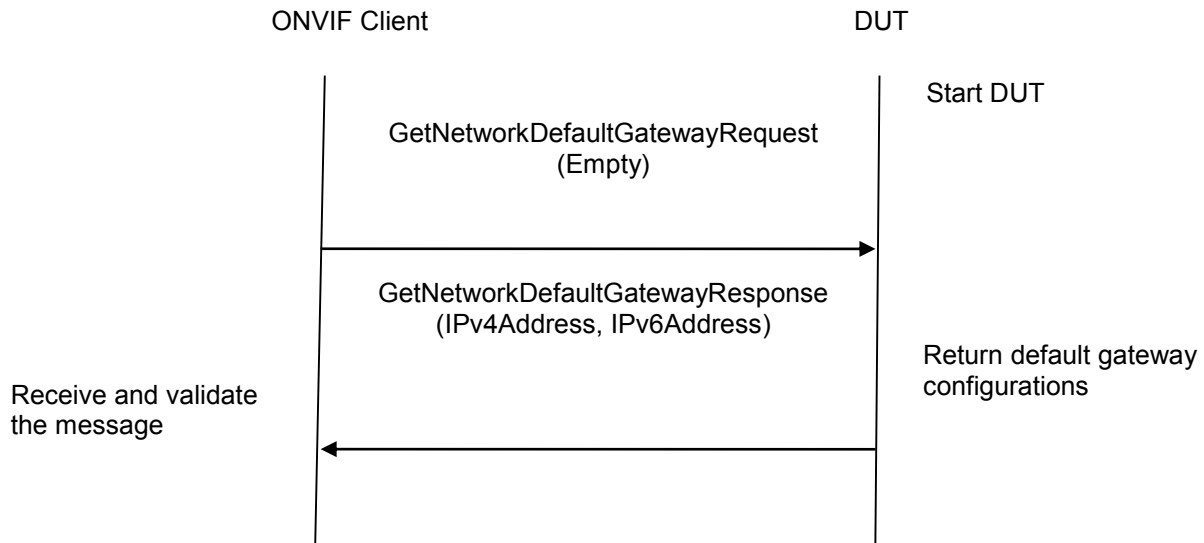 ONVIF Client
DUT
Start DUT
GetNetworkDefaultGatewayRequest
(Empty)
GetNetworkDefaultGatewayResponse
(IPv4Address, IPv6Address)
Return default gateway
configurations
Receive and validate
the message